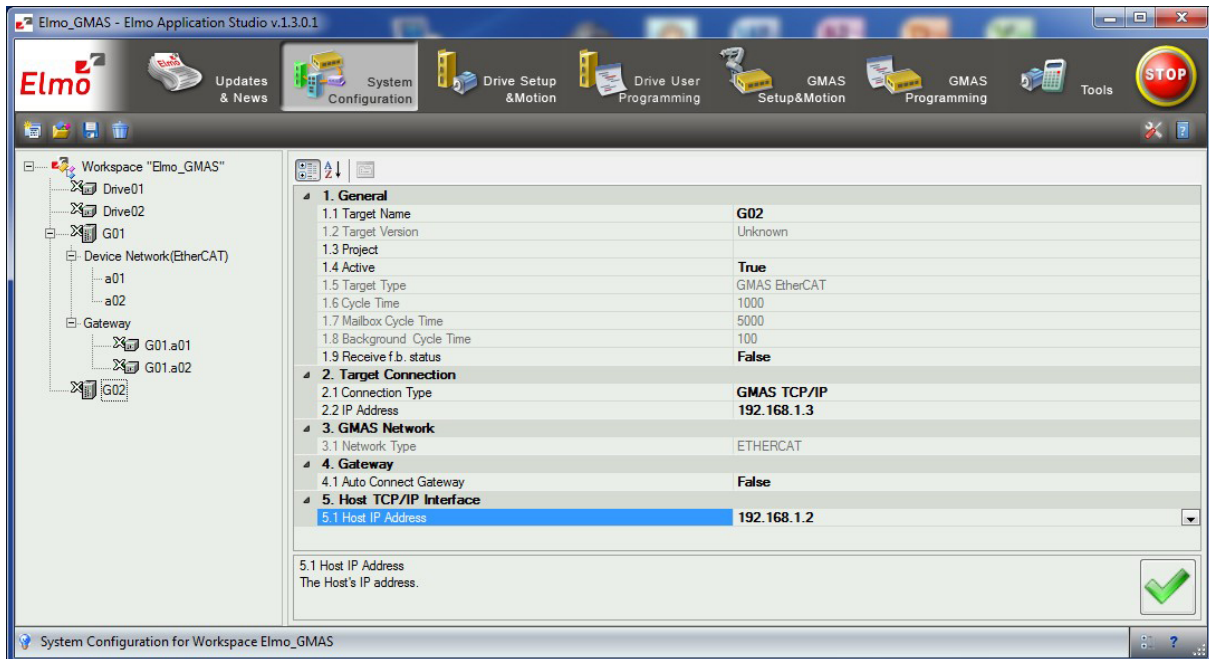 Elmo_GMAS - Elmo Application Studio v.1.3.0.1
Elmo
Updates & News
System Configuration
Drive Setup &Motion
Drive User Programming
GMAS Setup&Motion
GMAS Programming
Tools
STOP
Workspace "Elmo_GMAS"
Drive01
Drive02
G01
Device Network(EtherCAT)
a01
a02
Gateway
G01.a01
G01.a02
G02
1. General
1.1 Target Name G02
1.2 Target Version Unknown
1.3 Project
1.4 Active True
1.5 Target Type GMAS EtherCAT
1.6 Cycle Time 1000
1.7 Mailbox Cycle Time 5000
1.8 Background Cycle Time 100
1.9 Receive f.b. status False
2. Target Connection
2.1 Connection Type GMAS TCP/IP
2.2 IP Address 192.168.1.3
3. GMAS Network
3.1 Network Type ETHERCAT
4. Gateway
4.1 Auto Connect Gateway False
5. Host TCP/IP Interface
5.1 Host IP Address 192.168.1.2
5.1 Host IP Address
The Host's IP address.
System Configuration for Workspace Elmo_GMAS